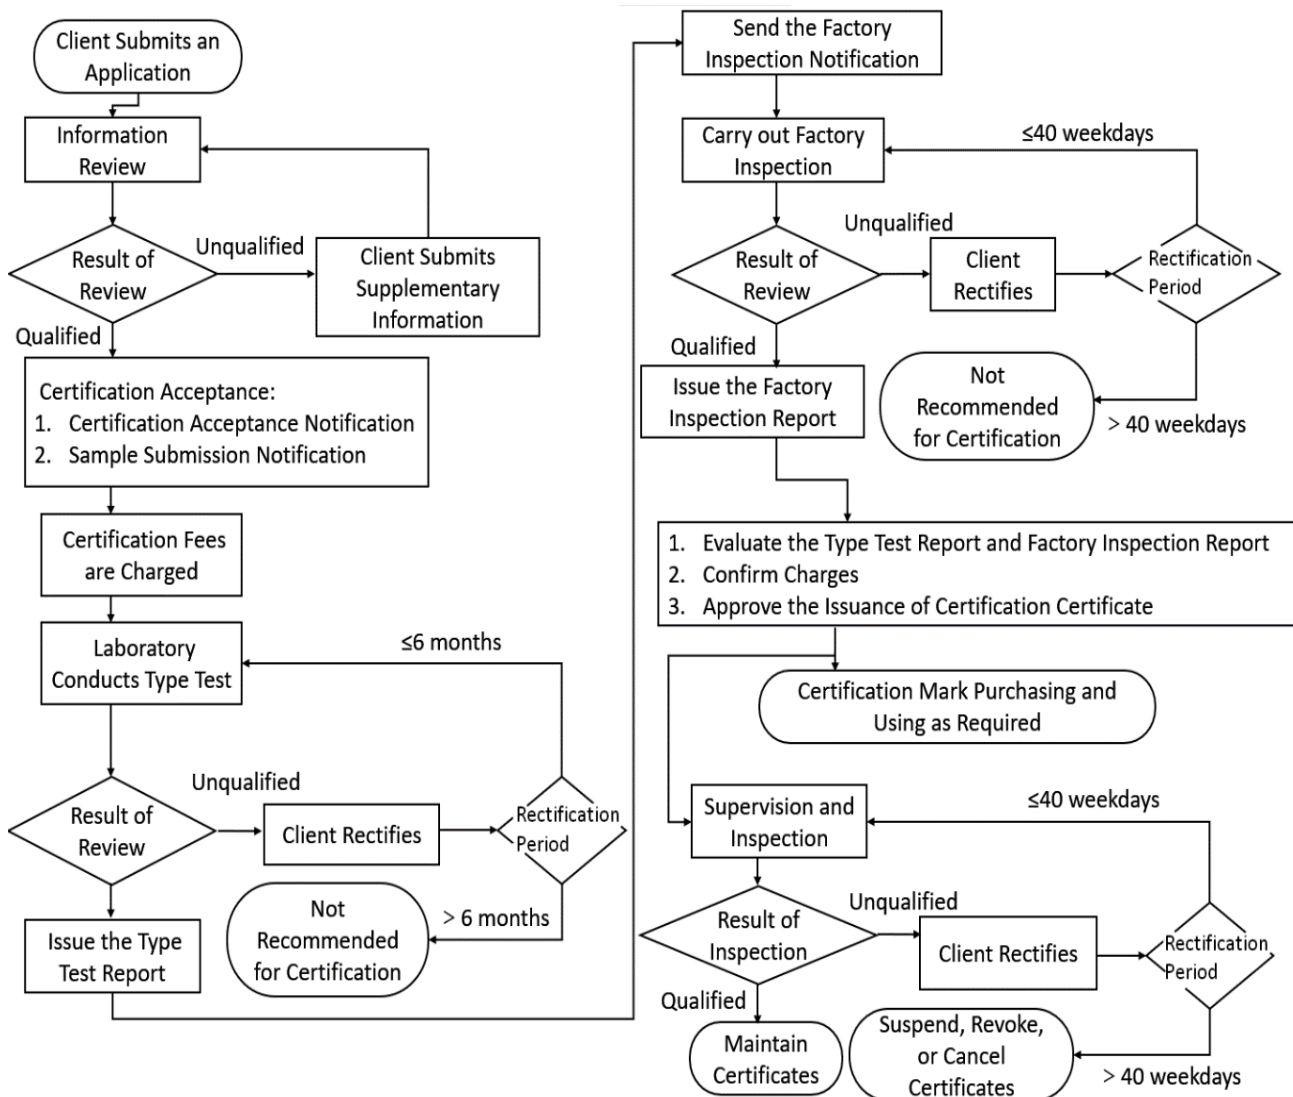 Client Submits an
Application
Information
Review
Result of
Review
Unqualified
Client Submits
Supplementary
Information
Qualified
Certification Acceptance:
1. Certification Acceptance Notification
2. Sample Submission Notification
Certification Fees
are Charged
Laboratory
Conducts Type Test
≤6 months
Result of
Review
Unqualified
Client Rectifies
Rectification
Period
> 6 months
Not
Recommended
for Certification
Issue the Type
Test Report
Send the Factory
Inspection Notification
Carry out Factory
Inspection
≤40 weekdays
Result of
Review
Unqualified
Client
Rectifies
Rectification
Period
Qualified
Issue the Factory
Inspection Report
Not
Recommended
for Certification
> 40 weekdays
1. Evaluate the Type Test Report and Factory Inspection Report
2. Confirm Charges
3. Approve the Issuance of Certification Certificate
Certification Mark Purchasing and
Using as Required
Supervision and
Inspection
≤40 weekdays
Result of
Inspection
Unqualified
Client Rectifies
Rectification
Period
Qualified
Maintain
Certificates
Suspend, Revoke,
or Cancel
Certificates
> 40 weekdays